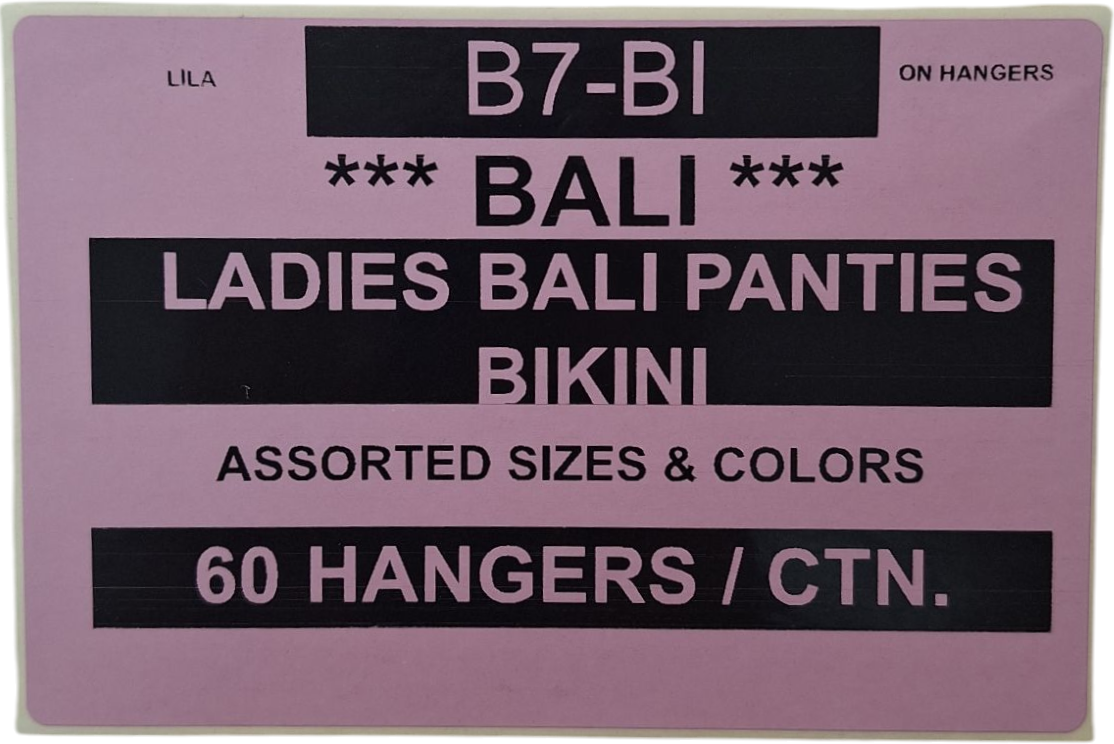 LILA
B7-BI
ON HANGERS
*** BALI ***
LADIES BALI PANTIES
BIKINI
ASSORTED SIZES & COLORS
60 HANGERS / CTN.